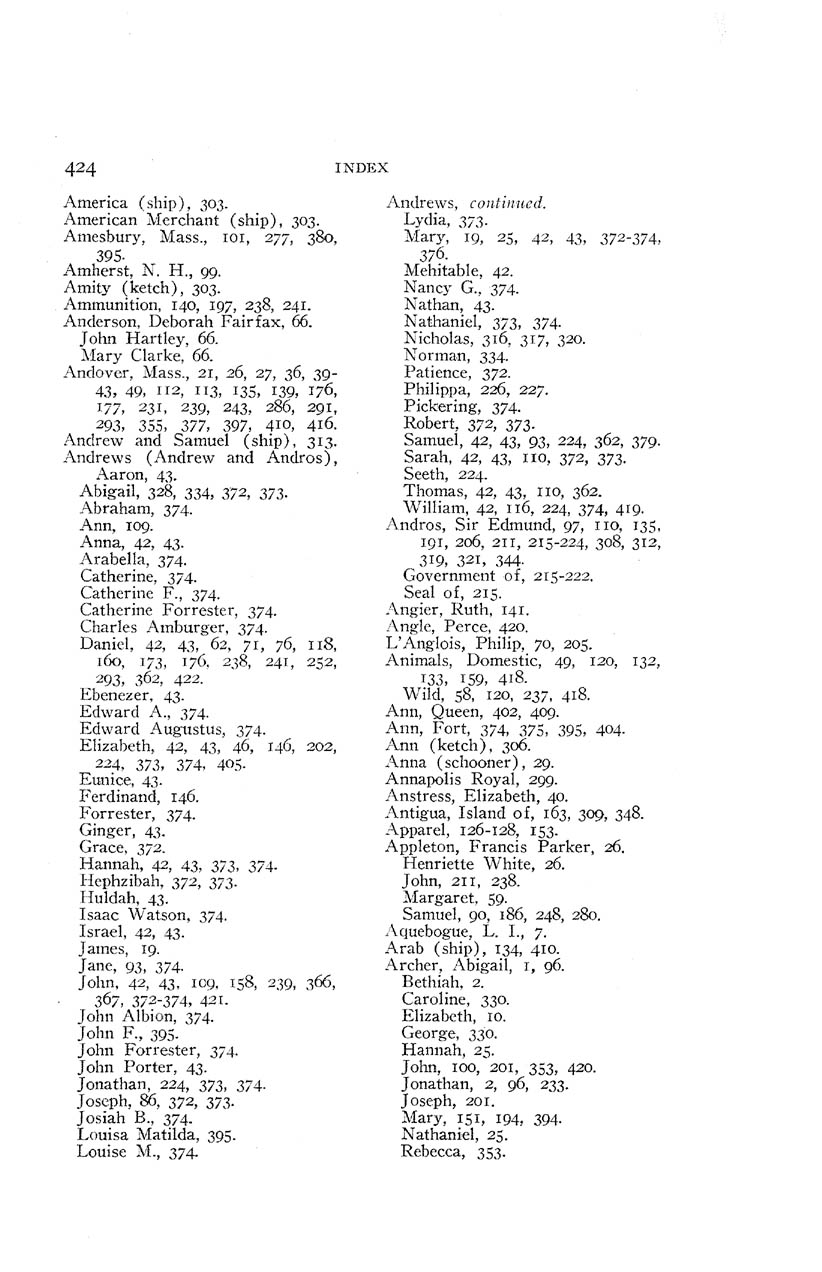 424 INDEX
America (ship), 303.
American Merchant (ship), 303.
Amesbury, Mass., 101, 277, 380,
395.
Amherst, N. H., 99.
Amity (ketch), 303.
Ammunition, 140, 197, 238, 241.
Anderson, Deborah Fairfax, 66.
John Hartley, 66.
Mary Clarke, 66.
Andover, Mass., 21, 26, 27, 36, 39-
43, 49, 112, 113, 135, 139, 176,
177, 231, 239, 243, 286, 291,
293, 355, 377, 397, 410, 416.
Andrew and Samuel (ship), 313.
Andrews (Andrew and Andros),
Aaron, 43.
Abigail, 328, 334, 372, 373.
Abraham, 374.
Ann, 109.
Anna, 42, 43.
Arabella, 374.
Catherine, 374.
Catherine F., 374.
Catherine Forrester, 374.
Charles Amburger, 374.
Daniel, 42, 43, 62, 71, 76, 118,
160, 173, 176, 238, 241, 252,
293, 362, 422.
Ebenezer, 43.
Edward A., 374.
Edward Augustus, 374.
Elizabeth, 42, 43, 46, 146, 202,
224, 373, 374, 405.
Eunice, 43.
Ferdinand, 146.
Forrester, 374.
Ginger, 43.
Grace, 372.
Hannah, 42, 43, 373, 374.
Hephzibah, 372, 373.
Huldah, 43.
Isaac Watson, 374.
Israel, 42, 43.
James, 19.
Jane, 93, 374.
John, 42, 43, 109, 158, 239, 366,
367, 372-374, 421.
John Albion, 374.
John F., 395.
John Forrester, 374.
John Porter, 43.
Jonathan, 224, 373, 374.
Joseph, 86, 372, 373.
Josiah B., 374.
Louisa Matilda, 395.
Louise M., 374.
Andrews, continued.
Lydia, 373.
Mary, 19, 25, 42, 43, 372-374,
376.
Mehitable, 42.
Nancy G., 374.
Nathan, 43.
Nathaniel, 373, 374.
Nicholas, 316, 317, 320.
Norman, 334.
Patience, 372.
Philippa, 226, 227.
Pickering, 374.
Robert, 372, 373.
Samuel, 42, 43, 93, 224, 362, 379.
Sarah, 42, 43, 110, 372, 373.
Seeth, 224.
Thomas, 42, 43, 110, 362.
William, 42, 116, 224, 374, 419.
Andros, Sir Edmund, 97, 110, 135,
191, 206, 211, 215-224, 308, 312,
319, 321, 344.
Government of, 215-222.
Seal of, 215.
Angier, Ruth, 141.
Angle, Perce, 420.
L'Anglois, Philip, 70, 205.
Animals, Domestic, 49, 120, 132,
133, 159, 418.
Wild, 58, 120, 237, 418.
Ann, Queen, 402, 409.
Ann, Fort, 374, 375, 395, 404.
Ann (ketch), 306.
Anna (schooner), 29.
Annapolis Royal, 299.
Anstress, Elizabeth, 40.
Antigua, Island of, 163, 309, 348.
Apparel, 126-128, 153.
Appleton, Francis Parker, 26.
Henriette White, 26.
John, 211, 238.
Margaret, 59.
Samuel, 90, 186, 248, 280.
Aquebogue, L. I., 7.
Arab (ship), 134, 410.
Archer, Abigail, 1, 96.
Bethiah, 2.
Caroline, 330.
Elizabeth, 10.
George, 330.
Hannah, 25.
John, 100, 201, 353, 420.
Jonathan, 2, 96, 233.
Joseph, 201.
Mary, 151, 194, 394.
Nathaniel, 25.
Rebecca, 353.